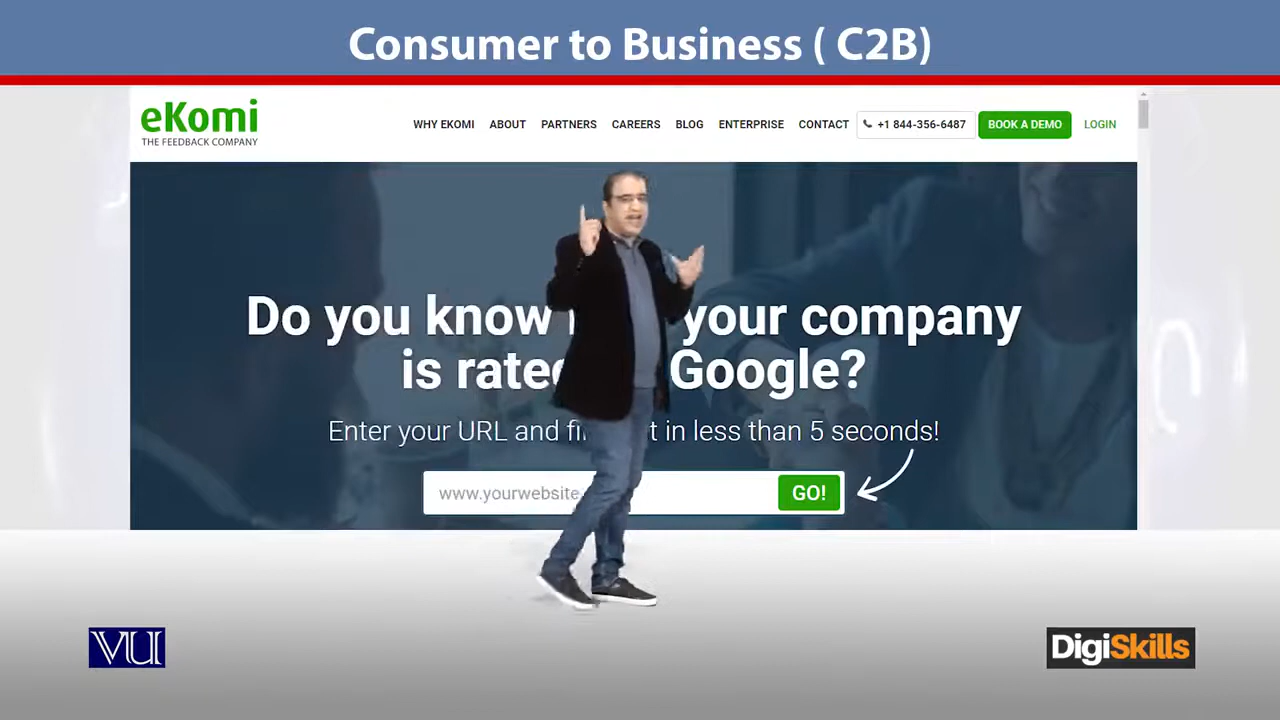 Consumer to Business ( C2B)
eKomi
THE FEEDBACK COMPANY
WHY EKOMI ABOUT PARTNERS CAREERS BLOG ENTERPRISE CONTACT +1 844-356-6487 BOOK A DEMO LOGIN
Do you know your company
is rated Google?
Enter your URL and in less than 5 seconds!
www.yourwebsite. GO!
VU DigiSkills